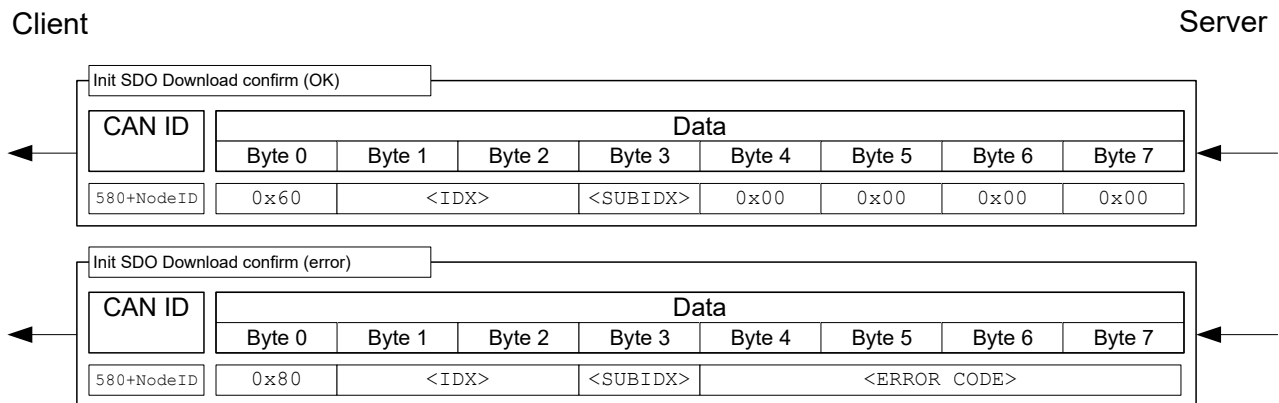 Client Server
Init SDO Download confirm (OK)
CAN ID Data
Byte 0 Byte 1 Byte 2 Byte 3 Byte 4 Byte 5 Byte 6 Byte 7
580+NodeID 0x60 <IDX> <SUBIDX> 0x00 0x00 0x00 0x00
Init SDO Download confirm (error)
CAN ID Data
Byte 0 Byte 1 Byte 2 Byte 3 Byte 4 Byte 5 Byte 6 Byte 7
580+NodeID 0x80 <IDX> <SUBIDX> <ERROR CODE>